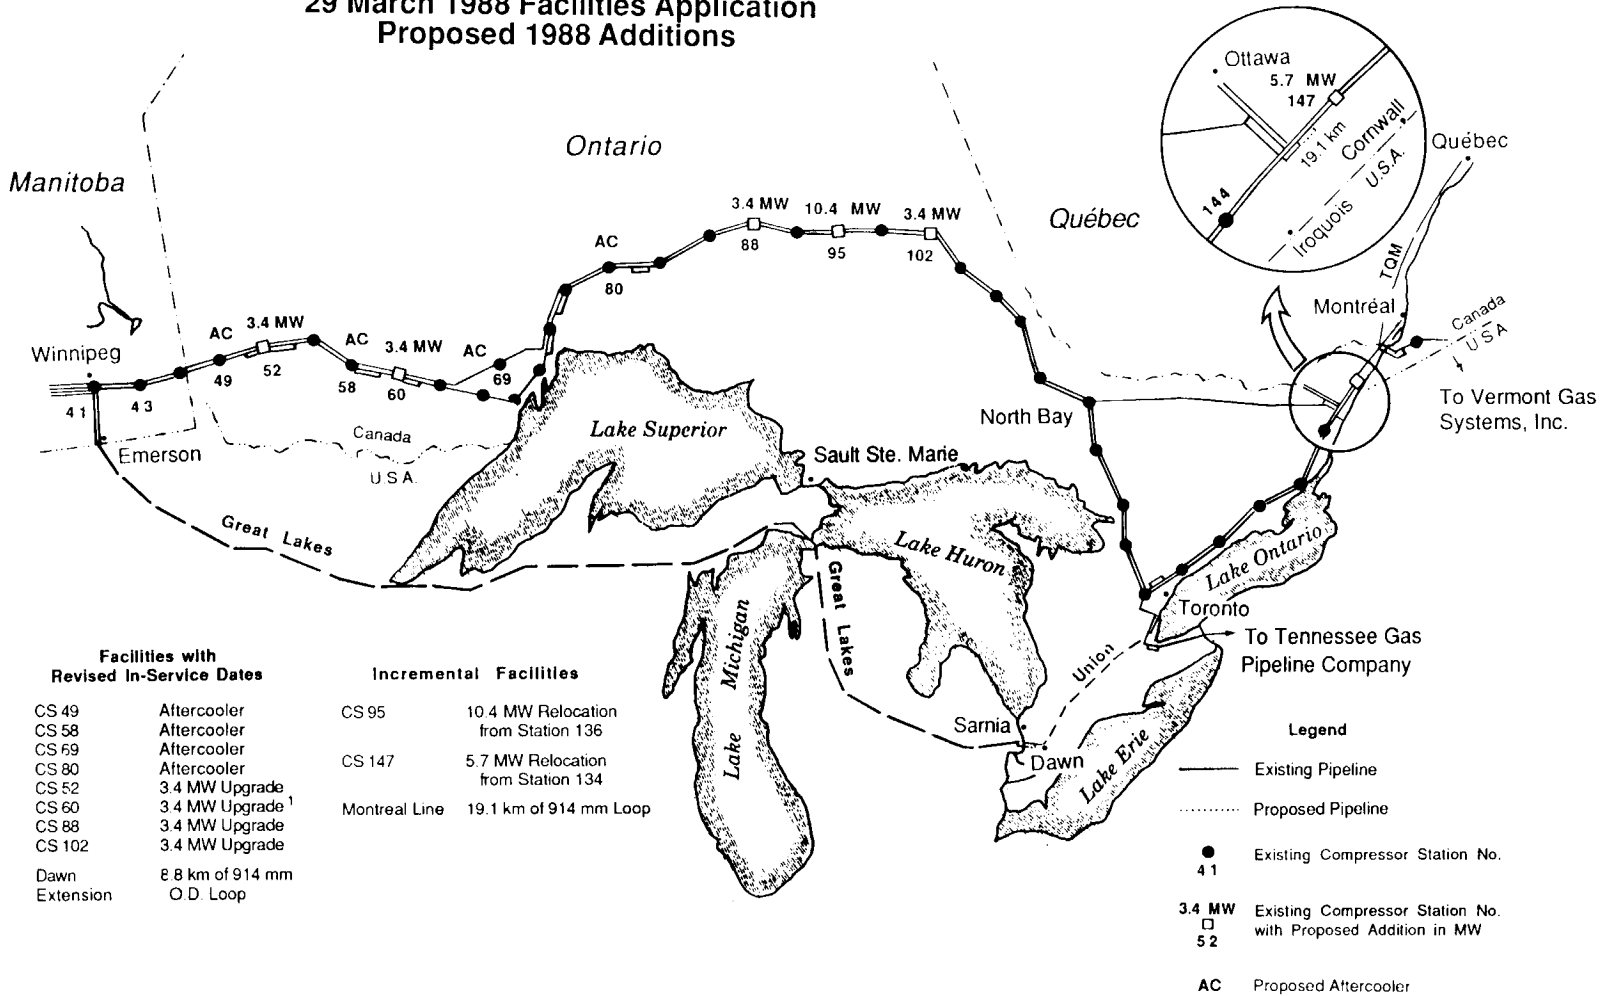 29 March 1988 Facilities Application
Proposed 1988 Additions
Ottawa
5.7 MW
147
19.1 km
Cornwall
U.S.A.
Iroquois
144
Québec
Ontario
Manitoba
Québec
3.4 MW
10.4 MW
3.4 MW
88
95
102
AC
80
TQM
Montréal
Canada
U S A
Winnipeg
AC
3.4 MW
AC
3.4 MW
AC
41
43
49
52
58
60
69
To Vermont Gas
Systems, Inc.
North Bay
Emerson
Canada
U.S.A.
Lake Superior
Sault Ste. Marie
Great Lakes
Lake Huron
Lake Ontario
Great Lakes
Toronto
To Tennessee Gas
Pipeline Company
Union
Lake Michigan
Sarnia
Dawn
Lake Erie
Facilities with
Revised In-Service Dates
CS 49 Aftercooler
CS 58 Aftercooler
CS 69 Aftercooler
CS 80 Aftercooler
CS 52 3.4 MW Upgrade
CS 60 3.4 MW Upgrade 1
CS 88 3.4 MW Upgrade
CS 102 3.4 MW Upgrade
Dawn 8.8 km of 914 mm
Extension O.D. Loop
Incremental Facilities
CS 95 10.4 MW Relocation
from Station 136
CS 147 5.7 MW Relocation
from Station 134
Montreal Line 19.1 km of 914 mm Loop
Legend
Existing Pipeline
Proposed Pipeline
Existing Compressor Station No.
41
3.4 MW Existing Compressor Station No.
with Proposed Addition in MW
52
AC Proposed Aftercooler